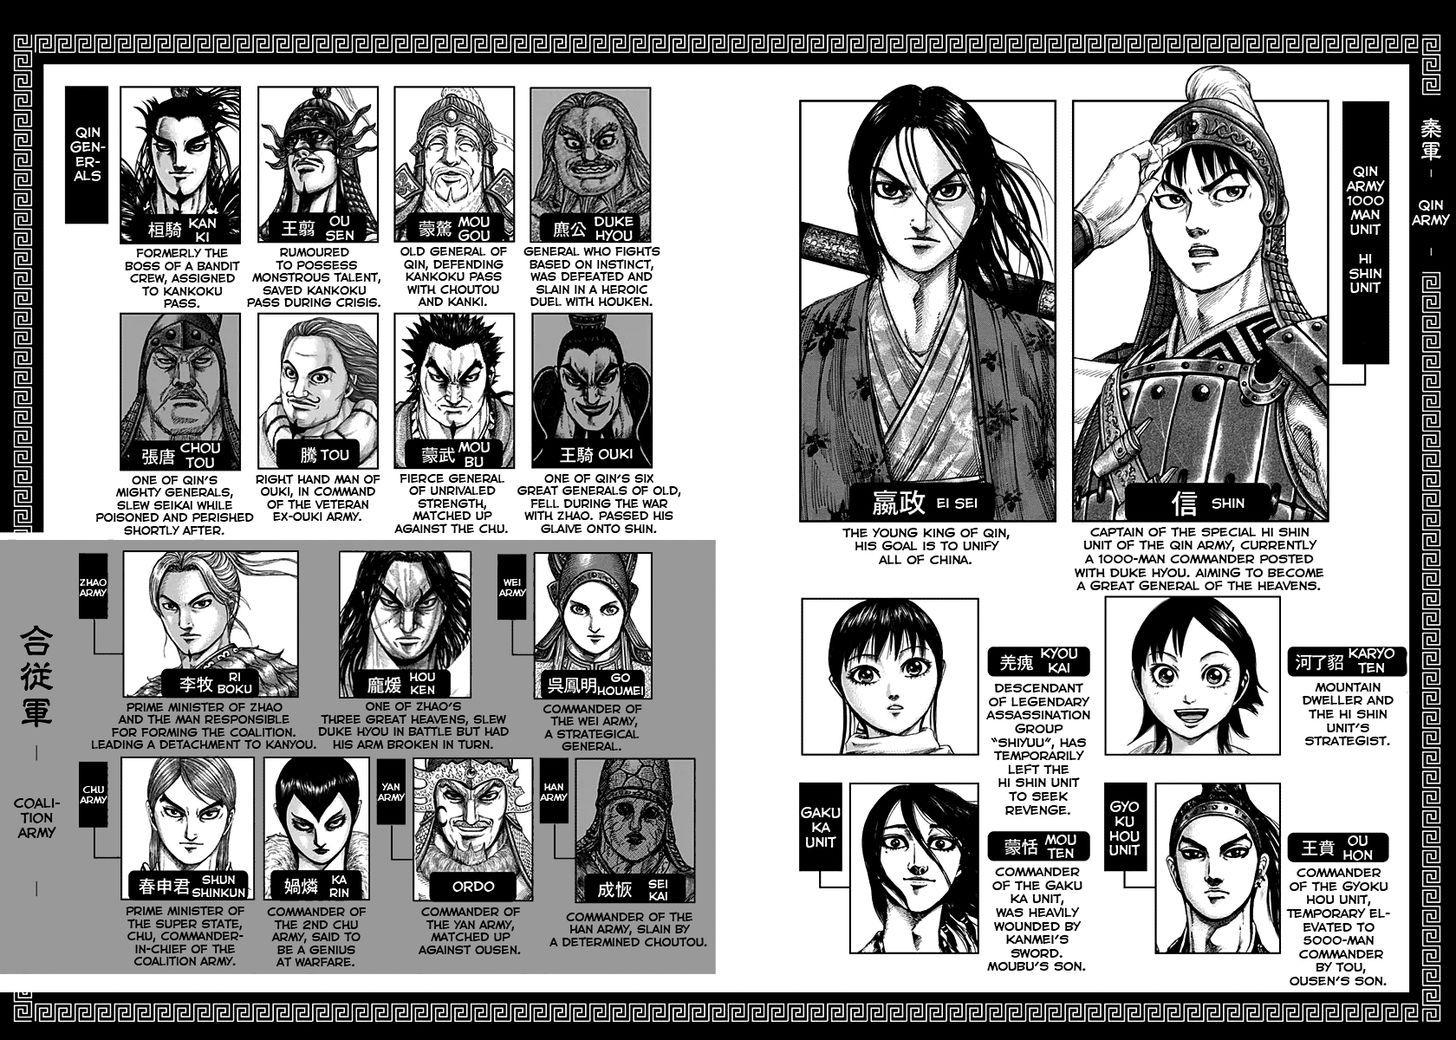 秦軍
QIN
ARMY
QIN
ARMY
1000
MAN
UNIT
HI
SHIN
UNIT
信 SHIN
CAPTAIN OF THE SPECIAL HI SHIN
UNIT OF THE QIN ARMY, CURRENTLY
A 1000-MAN COMMANDER POSTED
WITH DUKE HYOU. AIMING TO BECOME
A GREAT GENERAL OF THE HEAVENS.
嬴政 EI SEI
THE YOUNG KING OF QIN,
HIS GOAL IS TO UNIFY
ALL OF CHINA.
河了貂 KARYO
TEN
MOUNTAIN
DWELLER AND
THE HI SHIN
UNIT'S
STRATEGIST.
羌瘣 KYOU
KAI
DESCENDANT
OF LEGENDARY
ASSASSINATION
GROUP
"SHIYUU", HAS
TEMPORARILY
LEFT THE
HI SHIN UNIT
TO SEEK
REVENGE.
GYO
KU
HOU
UNIT
王賁 OU
HON
COMMANDER
OF THE GYOKU
HOU UNIT,
TEMPORARY EL-
EVATED TO
5000-MAN
COMMANDER
BY TOU,
OUSEN'S SON.
GAKU
KA
UNIT
蒙恬 MOU
TEN
COMMANDER
OF THE GAKU
KA UNIT,
WAS HEAVILY
WOUNDED BY
KANMEI'S
SWORD.
MOUBU'S SON.
QIN
GEN-
ER-
ALS
桓騎 KAN
KI
FORMERLY THE
BOSS OF A BANDIT
CREW, ASSIGNED
TO KANKOKU
PASS.
王翦 OU
SEN
RUMOURED
TO POSSESS
MONSTROUS TALENT,
SAVED KANKOKU
PASS DURING CRISIS.
蒙驁 MOU
GOU
OLD GENERAL OF
QIN, DEFENDING
KANKOKU PASS
WITH CHOUTOU
AND KANKI.
麃公 DUKE
HYOU
GENERAL WHO FIGHTS
BASED ON INSTINCT,
WAS DEFEATED AND
SLAIN IN A HEROIC
DUEL WITH HOUKEN.
張唐 CHOU
TOU
ONE OF QIN'S
MIGHTY GENERALS,
SLEW SEIKAI WHILE
POISONED AND PERISHED
SHORTLY AFTER.
騰 TOU
RIGHT HAND MAN OF
OUKI, IN COMMAND
OF THE VETERAN
EX-OUKI ARMY.
蒙武 MOU
BU
FIERCE GENERAL
OF UNRIVALED
STRENGTH,
MATCHED UP
AGAINST THE CHU.
王騎 OUKI
ONE OF QIN'S SIX
GREAT GENERALS OF OLD,
FELL DURING THE WAR
WITH ZHAO. PASSED HIS
GLAIVE ONTO SHIN.
合従軍
COALI-
TION
ARMY
ZHAO
ARMY
李牧 RI
BOKU
PRIME MINISTER OF ZHAO
AND THE MAN RESPONSIBLE
FOR FORMING THE COALITION.
LEADING A DETACHMENT TO KANYOU.
龐煖 HOU
KEN
ONE OF ZHAO'S
THREE GREAT HEAVENS, SLEW
DUKE HYOU IN BATTLE BUT HAD
HIS ARM BROKEN IN TURN.
WEI
ARMY
呉鳳明 GO
HOUMEI
COMMANDER OF
THE WEI ARMY,
A STRATEGICAL
GENERAL.
CHU
ARMY
春申君 SHUN
SHINKUN
PRIME MINISTER OF
THE SUPER STATE,
CHU, COMMANDER-
IN-CHIEF OF THE
COALITION ARMY.
媧燐 KA
RIN
COMMANDER OF
THE 2ND CHU
ARMY, SAID TO
BE A GENIUS
AT WARFARE.
YAN
ARMY
ORDO
COMMANDER OF
THE YAN ARMY,
MATCHED UP
AGAINST OUSEN.
HAN
ARMY
成恢 SEI
KAI
COMMANDER OF THE
HAN ARMY, SLAIN BY
A DETERMINED CHOUTOU.